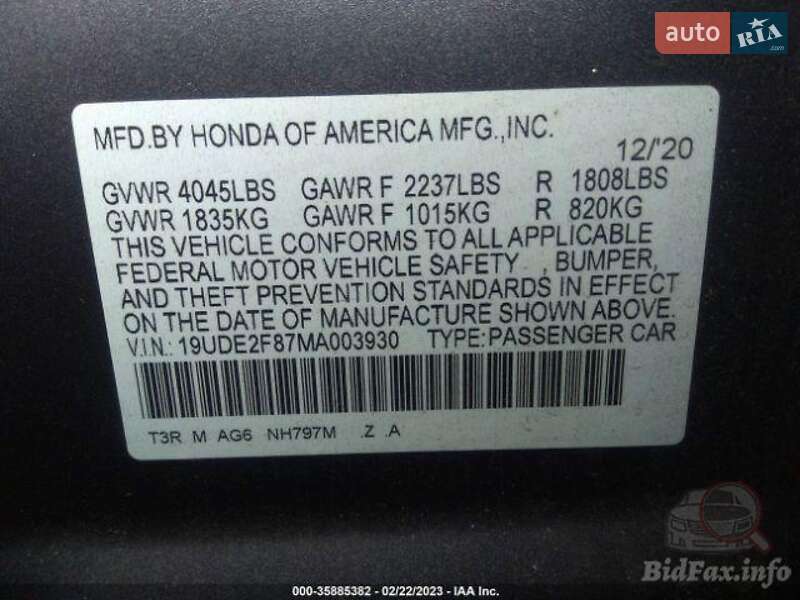 auto RIA.com
MFD.BY HONDA OF AMERICA MFG.,INC.
12/'20
GVWR 4045LBS GAWR F 2237LBS R 1808LBS
GVWR 1835KG GAWR F 1015KG R 820KG
THIS VEHICLE CONFORMS TO ALL APPLICABLE
FEDERAL MOTOR VEHICLE SAFETY , BUMPER,
AND THEFT PREVENTION STANDARDS IN EFFECT
ON THE DATE OF MANUFACTURE SHOWN ABOVE.
V.I.N.: 19UDE2F87MA003930 TYPE:PASSENGER CAR
T3R M AG6 NH797M .Z .A
BidFax.info
000-35885382 - 02/22/2023 - IAA Inc.